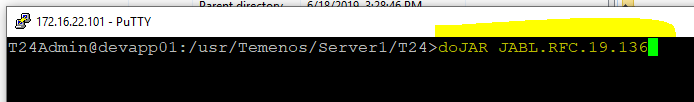 Parent directory 6/18/2019 3:28:46 PM
172.16.22.101 - PuTTY
T24Admin@devapp01:/usr/Temenos/Server1/T24>doJAR JABL.RFC.19.136